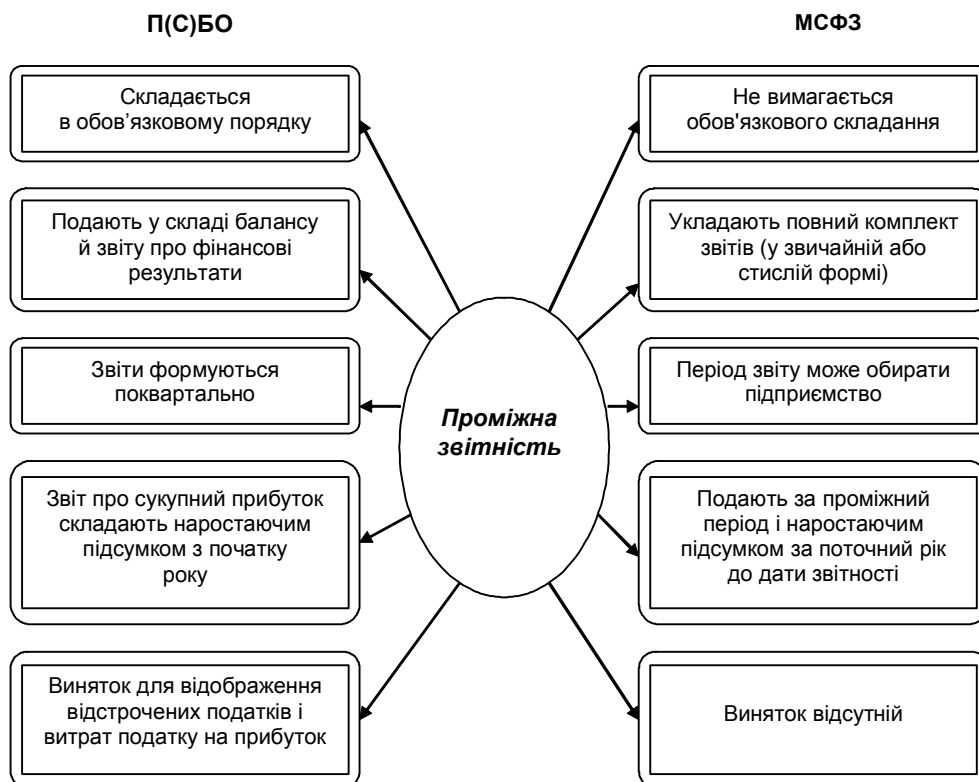 П(С)БО
МСФЗ
Складається
в обов’язковому порядку
Подають у складі балансу
й звіту про фінансові
результати
Звіти формуються
поквартально
Звіт про сукупний прибуток
складають наростаючим
підсумком з початку
року
Виняток для відображення
відстрочених податків і
витрат податку на прибуток
Проміжна
звітність
Не вимагається
обов'язкового складання
Укладають повний комплект
звітів (у звичайній або
стислій формі)
Період звіту може обирати
підприємство
Подають за проміжний
період і наростаючим
підсумком за поточний рік
до дати звітності
Виняток відсутній